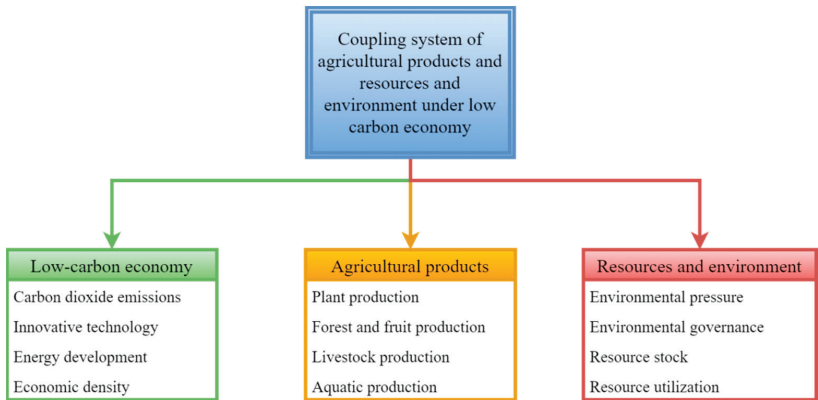 Coupling system of
agricultural products and
resources and
environment under low
carbon economy
Low-carbon economy
Carbon dioxide emissions
Innovative technology
Energy development
Economic density
Agricultural products
Plant production
Forest and fruit production
Livestock production
Aquatic production
Resources and environment
Environmental pressure
Environmental governance
Resource stock
Resource utilization